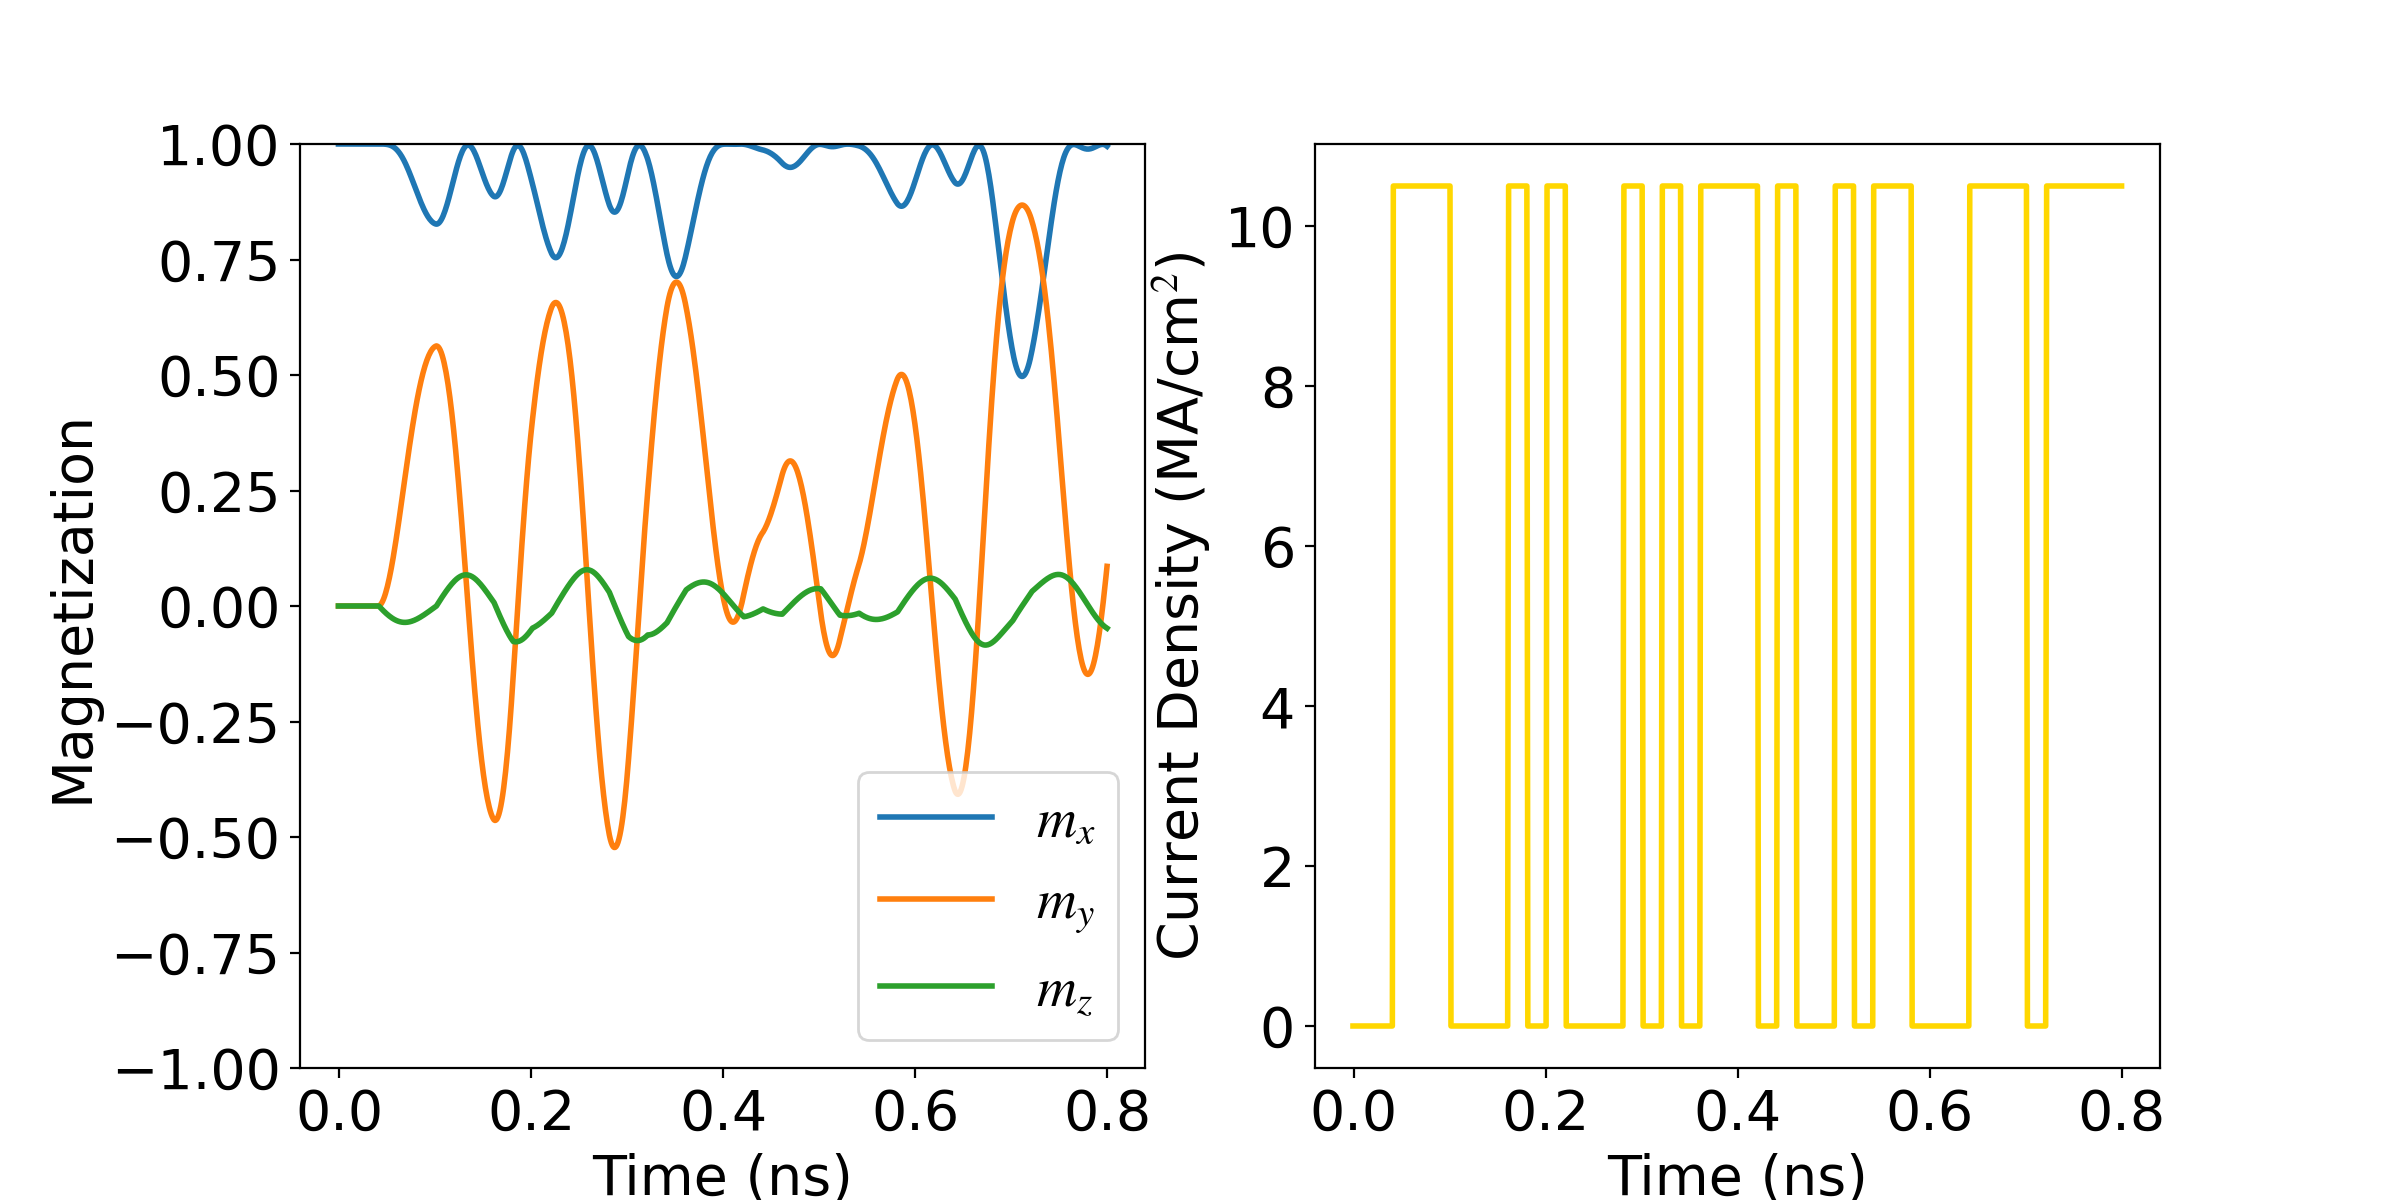 1.00
0.75
0.50
0.25
0.00
−0.25
−0.50
−0.75
−1.00
Magnetization
0.0 0.2 0.4 0.6 0.8
Time (ns)
m_x
m_y
m_z
10
8
6
4
2
0
Current Density (MA/cm²)
0.0 0.2 0.4 0.6 0.8
Time (ns)